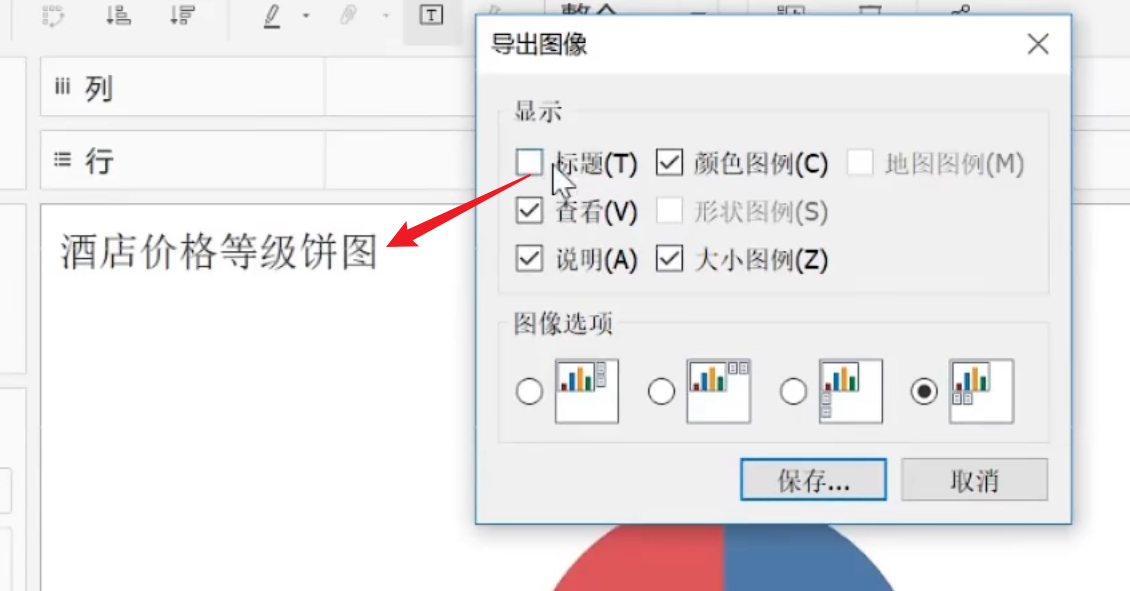 导出图像
列
行
酒店价格等级饼图
显示
标题(T) 颜色图例(C) 地图图例(M)
查看(V) 形状图例(S)
说明(A) 大小图例(Z)
图像选项
保存... 取消